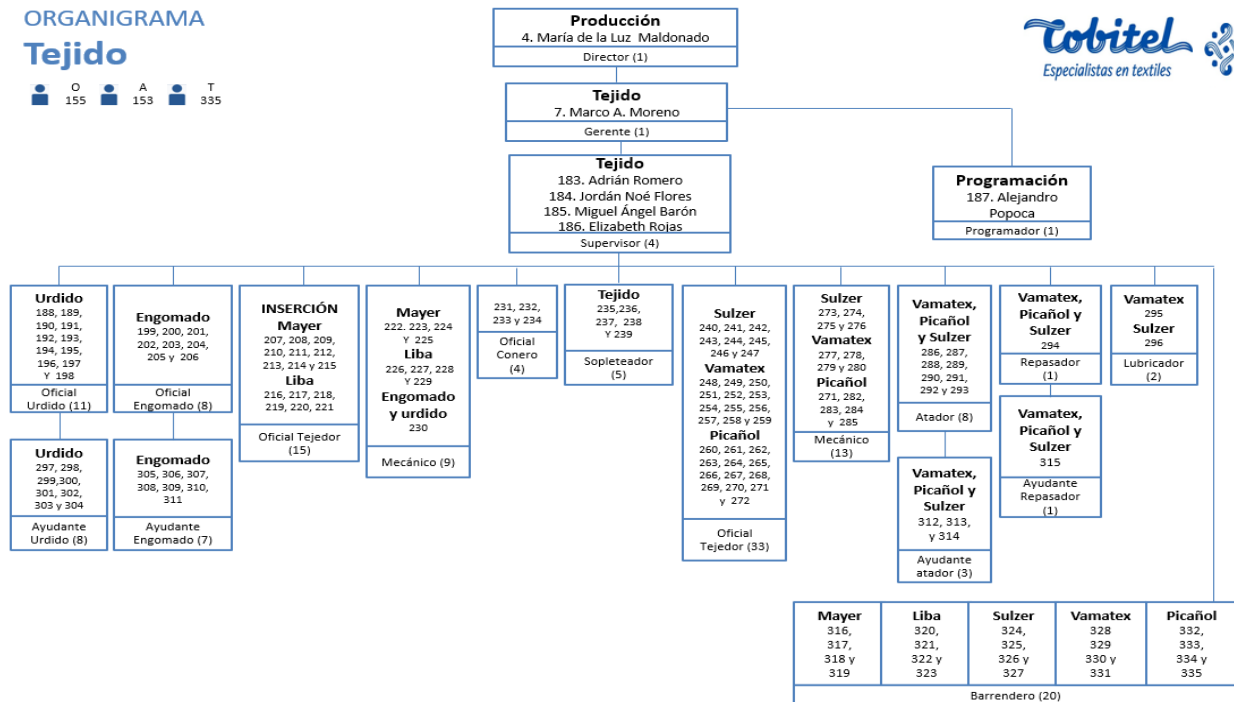 ORGANIGRAMA
Tejido
O
155
A
153
T
335
Cobitel
Especialistas en textiles
Producción
4. María de la Luz Maldonado
Director (1)
Tejido
7. Marco A. Moreno
Gerente (1)
Tejido
183. Adrián Romero
184. Jordán Noé Flores
185. Miguel Ángel Barón
186. Elizabeth Rojas
Supervisor (4)
Programación
187. Alejandro
Popoca
Programador (1)
Urdido
188, 189,
190, 191,
192, 193,
194, 195,
196, 197
Y 198
Oficial
Urdido (11)
Engomado
199, 200, 201,
202, 203, 204,
205 y 206
Oficial
Engomado (8)
INSERCIÓN
Mayer
207, 208, 209,
210, 211, 212,
213, 214 y 215
Liba
216, 217, 218,
219, 220, 221
Oficial Tejedor
(15)
Mayer
222. 223, 224
Y 225
Liba
226, 227, 228
Y 229
Engomado
y urdido
230
Mecánico (9)
231, 232,
233 y 234
Oficial
Conero
(4)
Tejido
235,236,
237, 238
Y 239
Sopleteador
(5)
Sulzer
240, 241, 242,
243, 244, 245,
246 y 247
Vamatex
248, 249, 250,
251, 252, 253,
254, 255, 256,
257, 258 y 259
Picañol
260, 261, 262,
263, 264, 265,
266, 267, 268,
269, 270, 271
y 272
Oficial
Tejedor (33)
Sulzer
273, 274,
275 y 276
Vamatex
277, 278,
279 y 280
Picañol
271, 282,
283, 284
y 285
Mecánico
(13)
Vamatex,
Picañol
y Sulzer
286, 287,
288, 289,
290, 291,
292 y 293
Atador (8)
Vamatex,
Picañol y
Sulzer
294
Repasador
(1)
Vamatex
295
Sulzer
296
Lubricador
(2)
Urdido
297, 298,
299,300,
301, 302,
303 y 304
Ayudante
Urdido (8)
Engomado
305, 306, 307,
308, 309, 310,
311
Ayudante
Engomado (7)
Vamatex,
Picañol y
Sulzer
312, 313,
y 314
Ayudante
atador (3)
Vamatex,
Picañol y
Sulzer
315
Ayudante
Repasador
(1)
Mayer
316,
317,
318 y
319
Liba
320,
321,
322 y
323
Sulzer
324,
325,
326 y
327
Vamatex
328
329
330 y
331
Picañol
332,
333,
334 y
335
Barrendero (20)